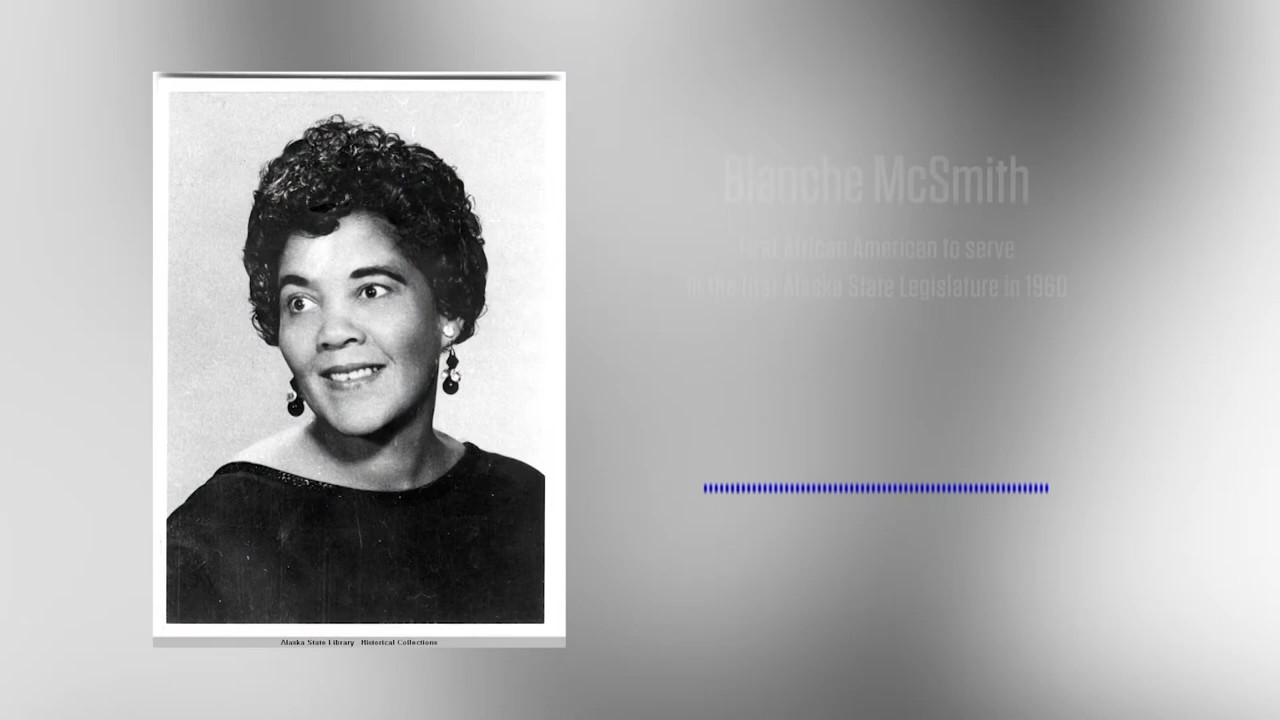 Blanche McSmith
First African American to serve
in the first Alaska State Legislature in 1960
Alaska State Library Historical Collections